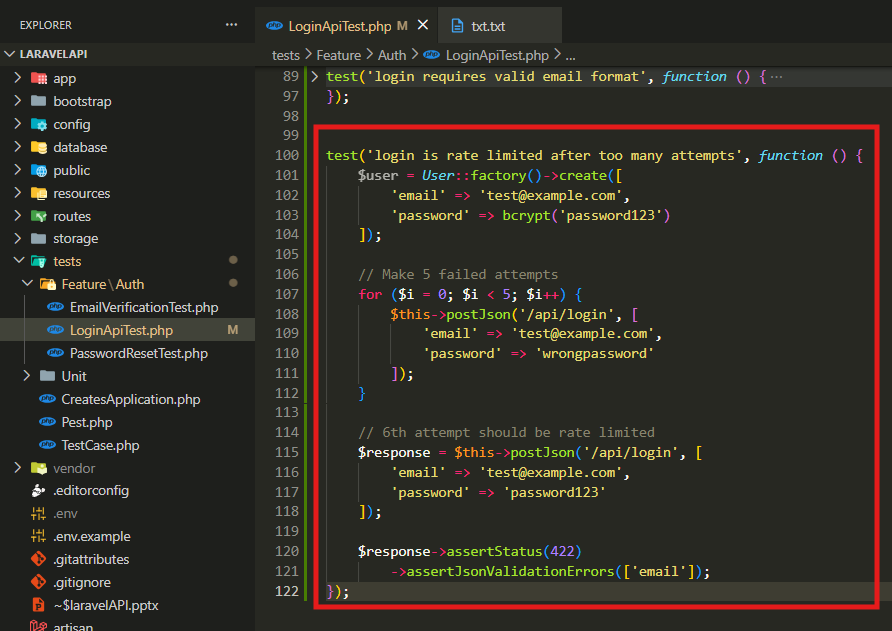 EXPLORER ...
LARAVELAPI
app
bootstrap
config
database
public
resources
routes
storage
tests
Feature\Auth
EmailVerificationTest.php
LoginApiTest.php M
PasswordResetTest.php
Unit
CreatesApplication.php
Pest.php
TestCase.php
vendor
.editorconfig
.env
.env.example
.gitattributes
.gitignore
~$laravelAPI.pptx
artisan
LoginApiTest.php M
txt.txt
tests > Feature > Auth > LoginApiTest.php > ...
89 > test('login requires valid email format', function () { ...
97 });
98
99
100 test('login is rate limited after too many attempts', function () {
101 $user = User::factory()->create([
102 'email' => 'test@example.com',
103 'password' => bcrypt('password123')
104 ]);
105
106 // Make 5 failed attempts
107 for ($i = 0; $i < 5; $i++) {
108 $this->postJson('/api/login', [
109 'email' => 'test@example.com',
110 'password' => 'wrongpassword'
111 ]);
112 }
113
114 // 6th attempt should be rate limited
115 $response = $this->postJson('/api/login', [
116 'email' => 'test@example.com',
117 'password' => 'password123'
118 ]);
119
120 $response->assertStatus(422)
121 ->assertJsonValidationErrors(['email']);
122 });